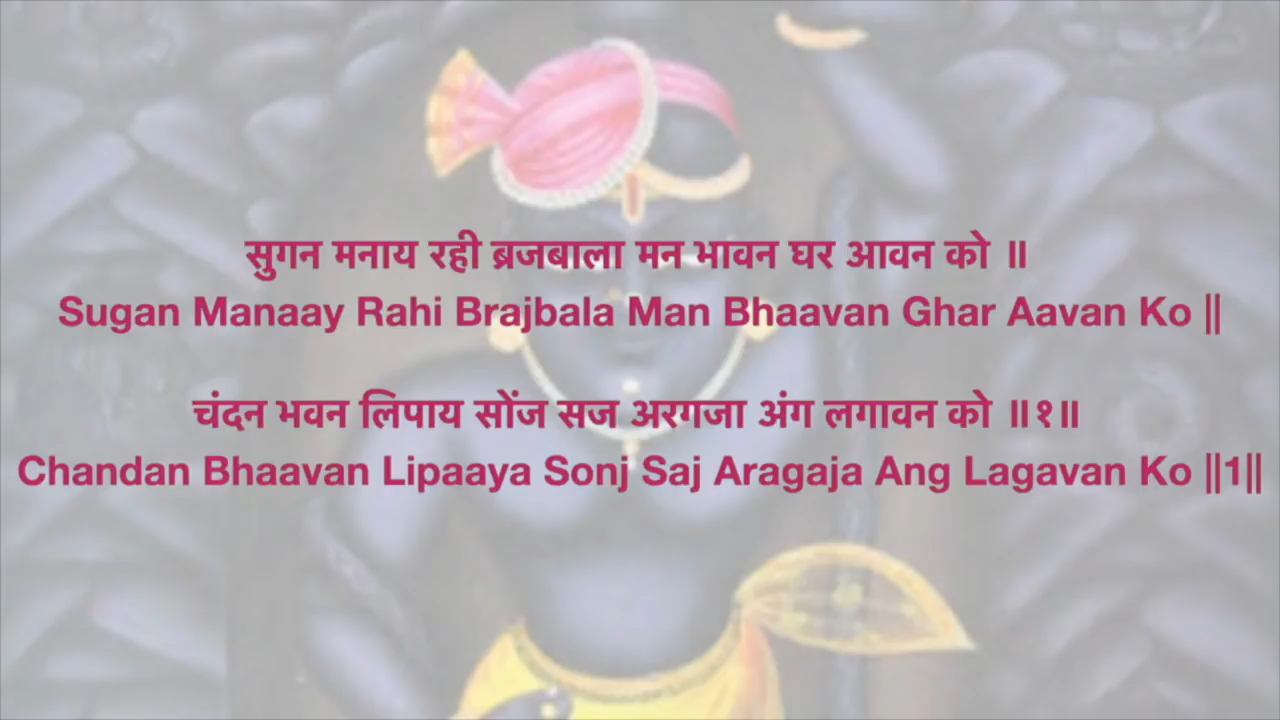 सुगन मनाय रही ब्रजबाला मन भावन घर आवन को ॥
Sugan Manaay Rahi Brajbala Man Bhaavan Ghar Aavan Ko ||
चंदन भवन लिपाय सोंज सज अरगजा अंग लगावन को ॥१॥
Chandan Bhaavan Lipaaya Sonj Saj Aragaja Ang Lagavan Ko ||1||